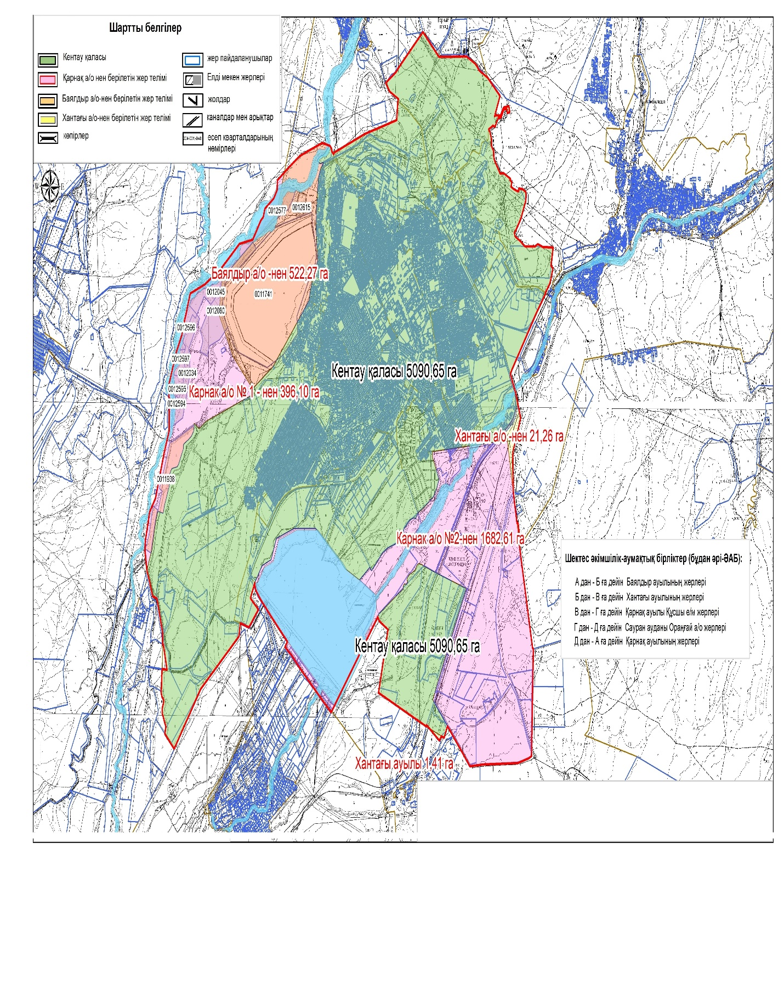 Шартты белгілер
Кентау қаласы
Қарнақ а/о нен берілетін жер телімі
Баялдыр а/о-нен берілетін жер телімі
Хантағы а/о-нен берілетін жер телімі
көпірлер
жер пайдаланушылар
Елді мекен жерлері
жолдар
каналдар мен арықтар
есеп кварталдарының
нөмірлері
Горный
отвод
0012577
0012615
Баялдыр а/о -нен 522,27 га
0012045
0011741
0012080
0012596
0012597
0012034
Кентау қаласы 5090,65 га
0012595
Карнак а/о № 1 - нен 396,10 га
0012594
Хантағы а/о -нен 21,26 га
0011938
Карнак а/о №2-нен 1682,61 га
Шектес әкімшілік-аумақтық бірліктер (бұдан әрі-ӘАБ):
А дан - Б ға дейін Баялдыр ауылының жерлері
Б дан - В ға дейін Хантағы ауылының жерлері
В дан - Г ға дейін Қарнақ ауылы Құсшы е/м жерлері
Г дан - Д ға дейін Сауран ауданы Ораңғай а/о жерлері
Д дан - А ға дейін Қарнақ ауылының жерлері
Кентау қаласы 5090,65 га
Хантағы ауылы 1,41 га